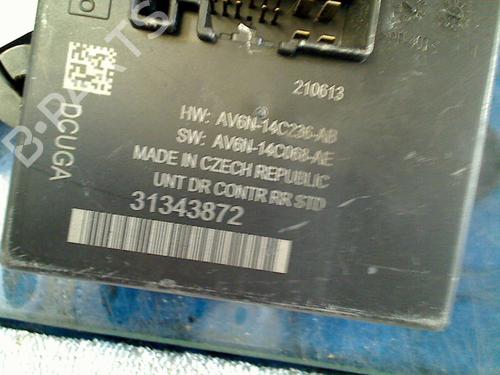 210613
HW: AV6N-14C236-AB
SW: AV6N-14C068-AE
MADE IN CZECH REPUBLIC
UNT DR CONTR RR STD
31343872
DCUGA
B-PARTS